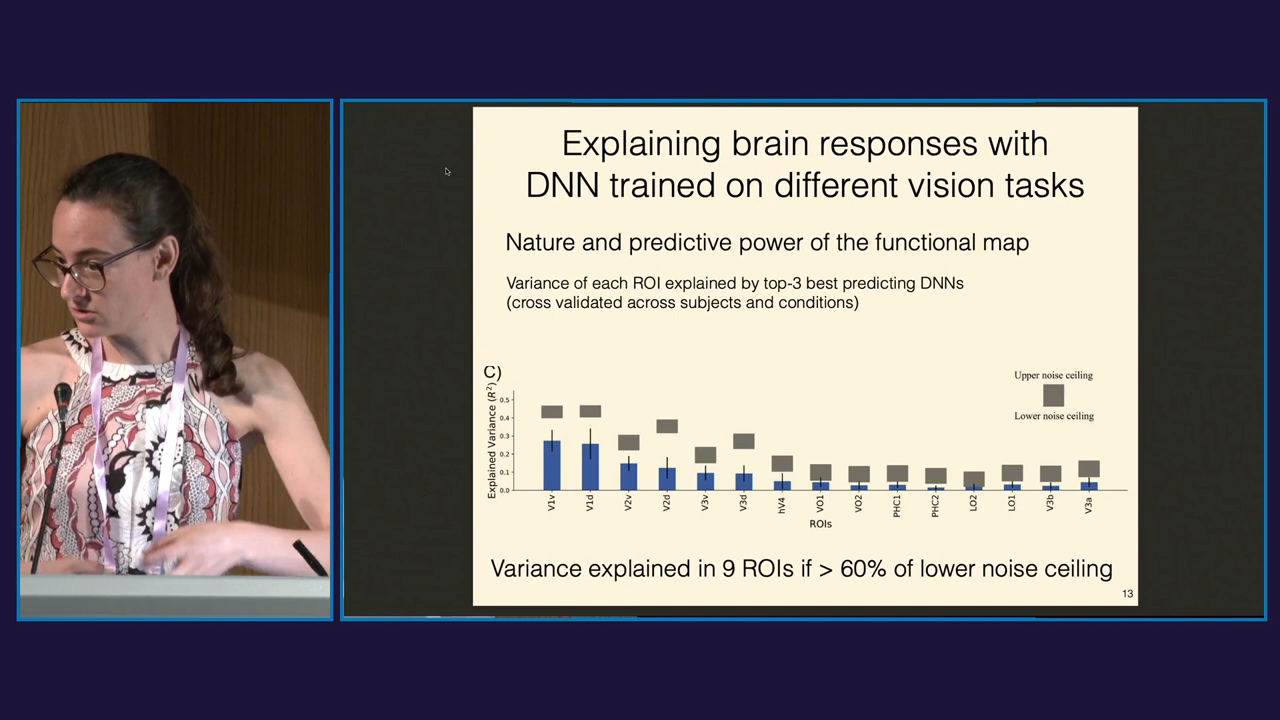 Explaining brain responses with
DNN trained on different vision tasks
Nature and predictive power of the functional map
Variance of each ROI explained by top-3 best predicting DNNs
(cross validated across subjects and conditions)
C)
Upper noise ceiling
Lower noise ceiling
Explained Variance (R²)
0.5
0.4
0.3
0.2
0.1
0.0
V1v
V1d
V2v
V2d
V3v
V3d
hV4
VO1
VO2
PHC1
PHC2
LO2
LO1
V3b
V3a
ROIs
Variance explained in 9 ROIs if > 60% of lower noise ceiling
13